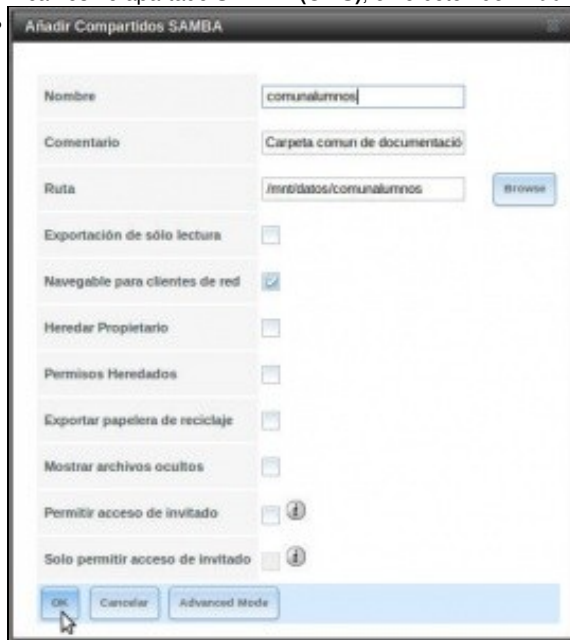 Añadir Compartidos SAMBA
Nombre comunalumnos
Comentario Carpeta comun de documentació
Ruta /mnt/datos/comunalumnos Browse
Exportación de sólo lectura
Navegable para clientes de red
Heredar Propietario
Permisos Heredados
Exportar papelera de reciclaje
Mostrar archivos ocultos
Permitir acceso de invitado
Solo permitir acceso de invitado
OK Cancelar Advanced Mode